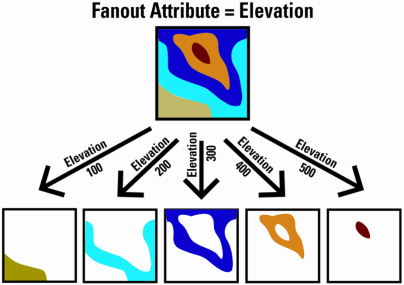 Fanout Attribute = Elevation
Elevation
100
Elevation
200
Elevation
300
Elevation
400
Elevation
500